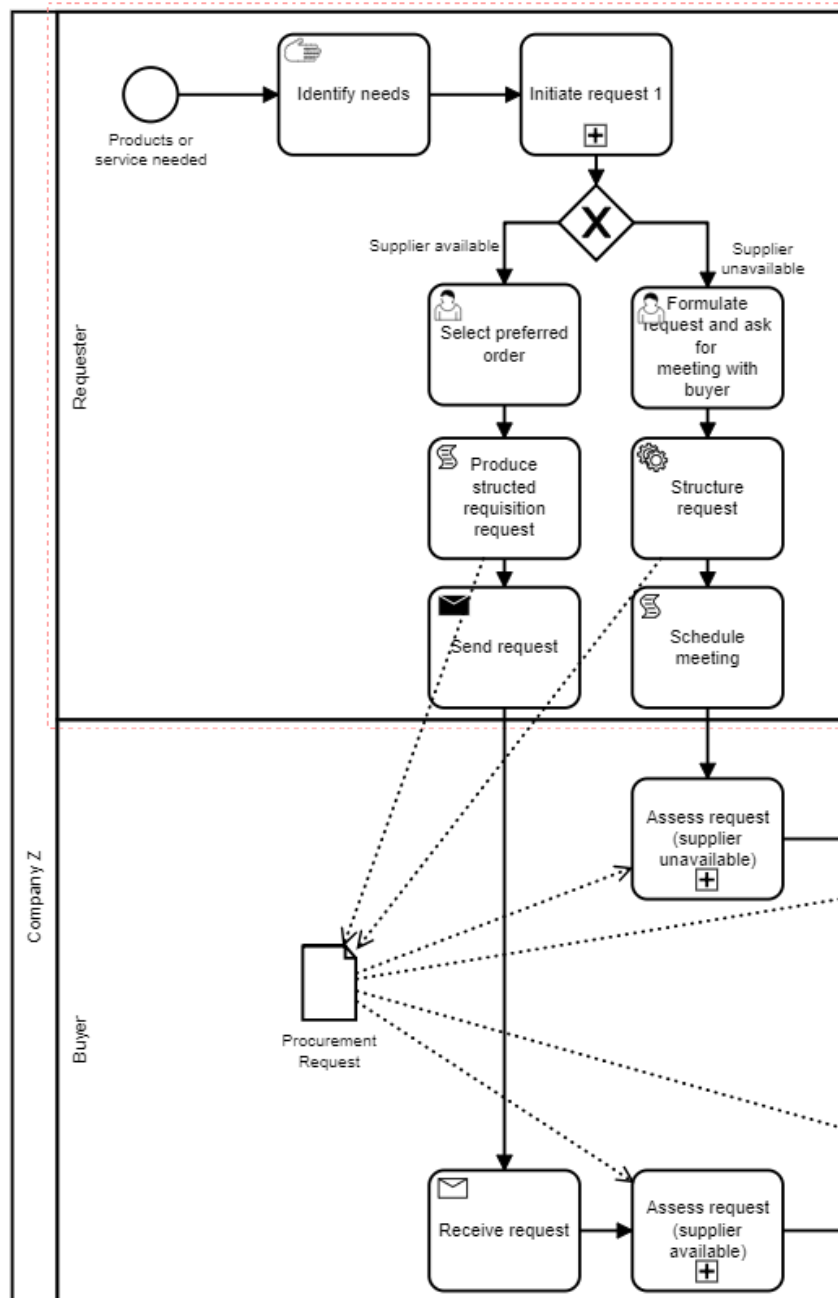 Identify needs
Initiate request 1
Products or
service needed
Supplier available
Supplier
unavailable
Select preferred
order
Formulate
request and ask
for
meeting with
buyer
Requester
Produce
structed
requisition
request
Structure
request
Send request
Schedule
meeting
Company Z
Assess request
(supplier
unavailable)
Buyer
Procurement
Request
Receive request
Assess request
(supplier
available)